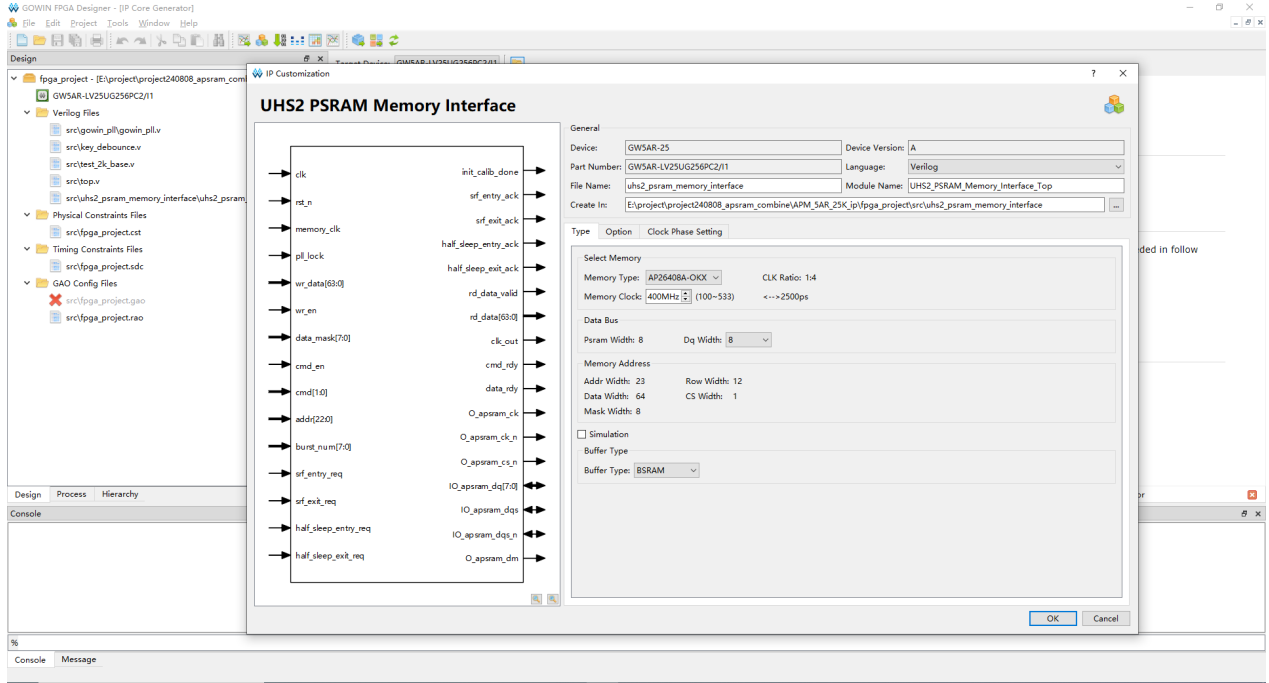 GOWIN FPGA Designer - [IP Core Generator]
File Edit Project Tools Window Help
Design
Target Device: GW5AR-LV25UG256PC2/I1
fpga_project - [E:\project\project240808_apsram_com
GW5AR-LV25UG256PC2/I1
Verilog Files
src\gowin_pll\gowin_pll.v
src\key_debounce.v
src\test_2k_base.v
src\top.v
src\uhs2_psram_memory_interface\uhs2_psram
Physical Constraints Files
src\fpga_project.cst
Timing Constraints Files
src\fpga_project.sdc
GAO Config Files
src\fpga_project.gao
src\fpga_project.rao
Design Process Hierarchy
Console
%
Console Message
IP Customization
? ×
UHS2 PSRAM Memory Interface
clk
rst_n
memory_clk
pll_lock
wr_data[63:0]
wr_en
data_mask[7:0]
cmd_en
cmd[1:0]
addr[22:0]
burst_num[7:0]
srf_entry_req
srf_exit_req
half_sleep_entry_req
half_sleep_exit_req
init_calib_done
srf_entry_ack
srf_exit_ack
half_sleep_entry_ack
half_sleep_exit_ack
rd_data_valid
rd_data[63:0]
clk_out
cmd_rdy
data_rdy
O_apsram_ck
O_apsram_ck_n
O_apsram_cs_n
IO_apsram_dq[7:0]
IO_apsram_dqs
IO_apsram_dqs_n
O_apsram_dm
General
Device: GW5AR-25 Device Version: A
Part Number: GW5AR-LV25UG256PC2/I1 Language: Verilog
File Name: uhs2_psram_memory_interface Module Name: UHS2_PSRAM_Memory_Interface_Top
Create In: E:\project\project240808_apsram_combine\APM_5AR_25K_ip\fpga_project\src\uhs2_psram_memory_interface ...
Type Option Clock Phase Setting
Select Memory
Memory Type: AP26408A-OKX CLK Ratio: 1:4
Memory Clock: 400MHz (100~533) <-->2500ps
Data Bus
Psram Width: 8 Dq Width: 8
Memory Address
Addr Width: 23 Row Width: 12
Data Width: 64 CS Width: 1
Mask Width: 8
Simulation
Buffer Type
Buffer Type: BSRAM
OK Cancel
ded in follow
or